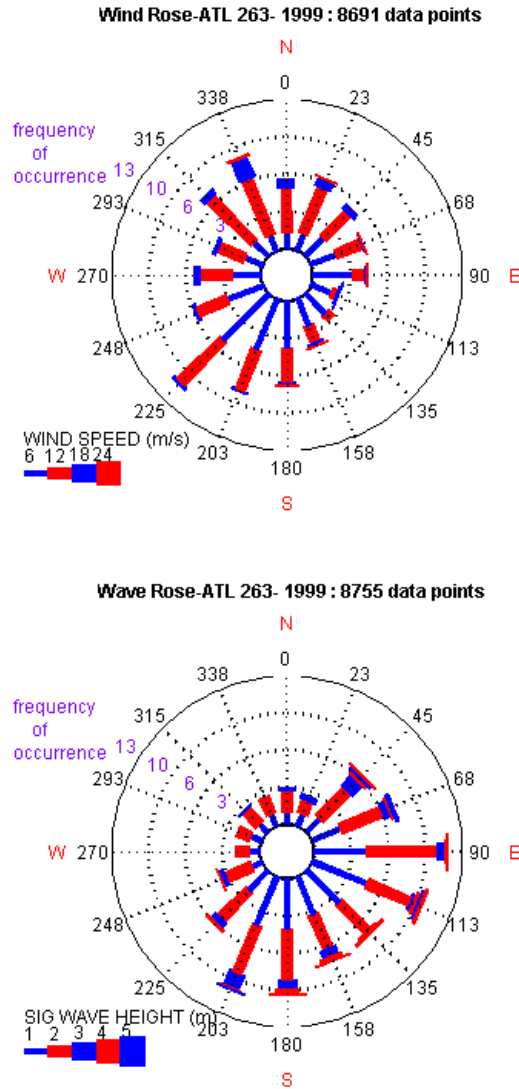 Wind Rose-ATL 263- 1999 : 8691 data points
N
0
338 23
frequency
of
occurrence
315 45
13
10
293 68
6
3
W 270 90 E
248 113
225 135
WIND SPEED (m/s)
6 12 18 24
203 158
180
S
Wave Rose-ATL 263- 1999 : 8755 data points
N
0
338 23
frequency
of
occurrence
315 45
13
10
293 68
6
3
W 270 90 E
248 113
225 135
SIG WAVE HEIGHT (m)
1 2 3 4 5
203 158
180
S